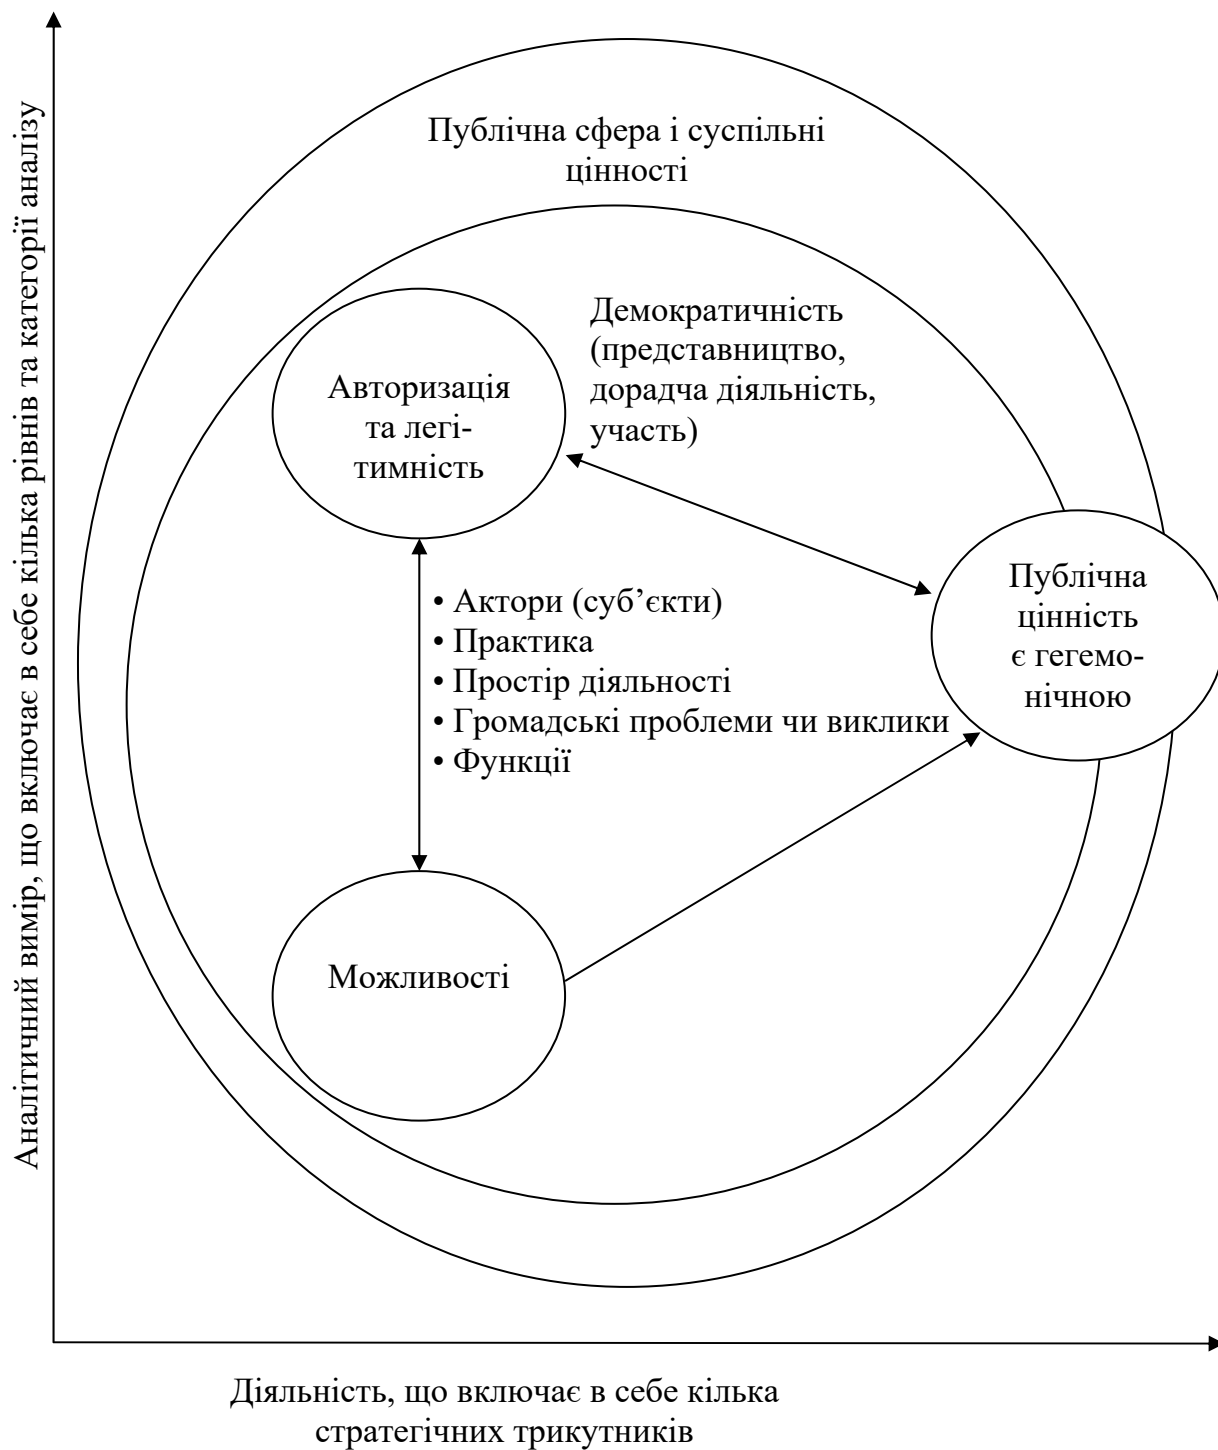 Аналітичний вимір, що включає в себе кілька рівнів та категорії аналізу
Публічна сфера і суспільні
цінності
Демократичність
(представництво,
дорадча діяльність,
участь)
Авторизація
та легі-
тимність
Публічна
цінність
є гегемо-
нічною
• Актори (суб’єкти)
• Практика
• Простір діяльності
• Громадські проблеми чи виклики
• Функції
Можливості
Діяльність, що включає в себе кілька
стратегічних трикутників